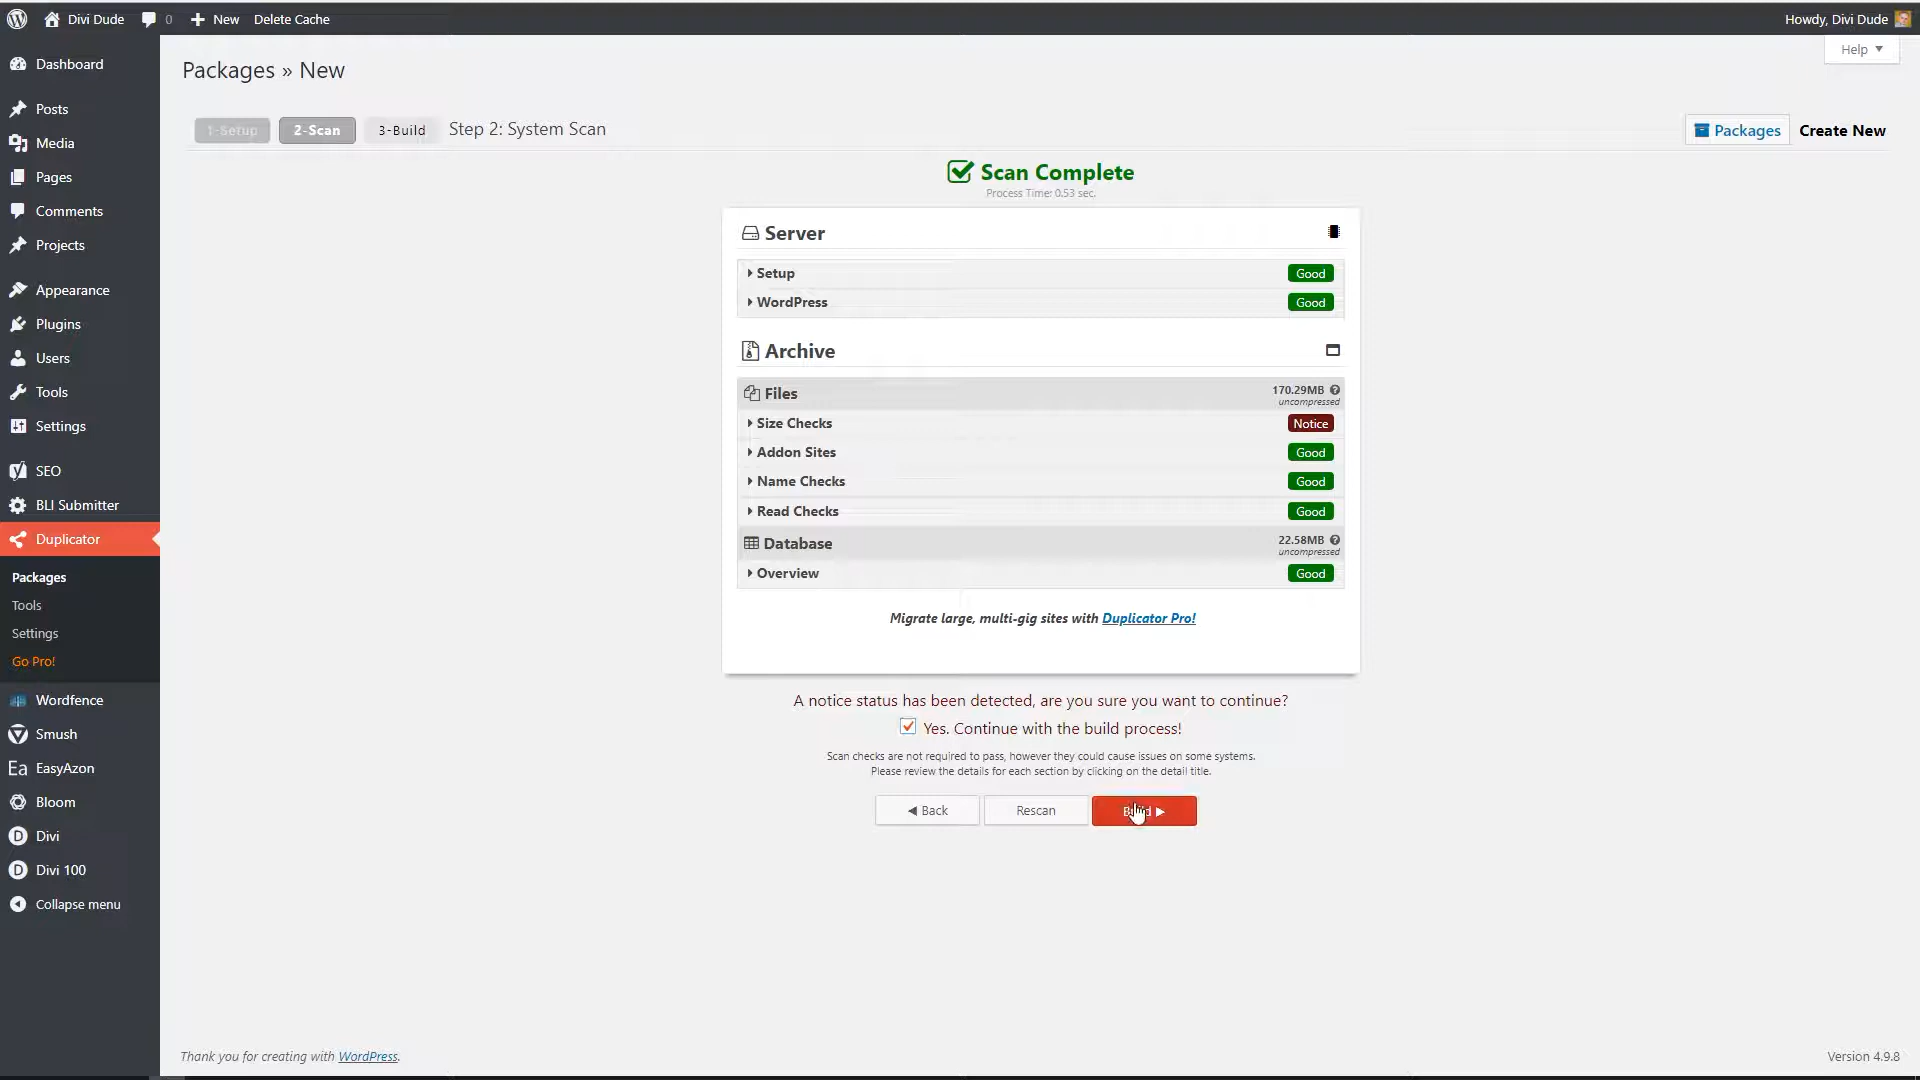 Divi Dude
0
New
Delete Cache
Howdy, Divi Dude
Help
Dashboard
Posts
Media
Pages
Comments
Projects
Appearance
Plugins
Users
Tools
Settings
SEO
BLI Submitter
Duplicator
Packages
Tools
Settings
Go Pro!
Wordfence
Smush
Ea EasyAzon
Bloom
D Divi
D Divi 100
Collapse menu
Packages » New
1-Setup
2-Scan
3-Build
Step 2: System Scan
Packages
Create New
Scan Complete
Process Time: 0.53 sec.
Server
Setup
Good
WordPress
Good
Archive
Files
170.29MB
uncompressed
Size Checks
Notice
Addon Sites
Good
Name Checks
Good
Read Checks
Good
Database
22.58MB
uncompressed
Overview
Good
Migrate large, multi-gig sites with Duplicator Pro!
A notice status has been detected, are you sure you want to continue?
Yes. Continue with the build process!
Scan checks are not required to pass, however they could cause issues on some systems.
Please review the details for each section by clicking on the detail title.
Back
Rescan
Thank you for creating with WordPress.
Version 4.9.8